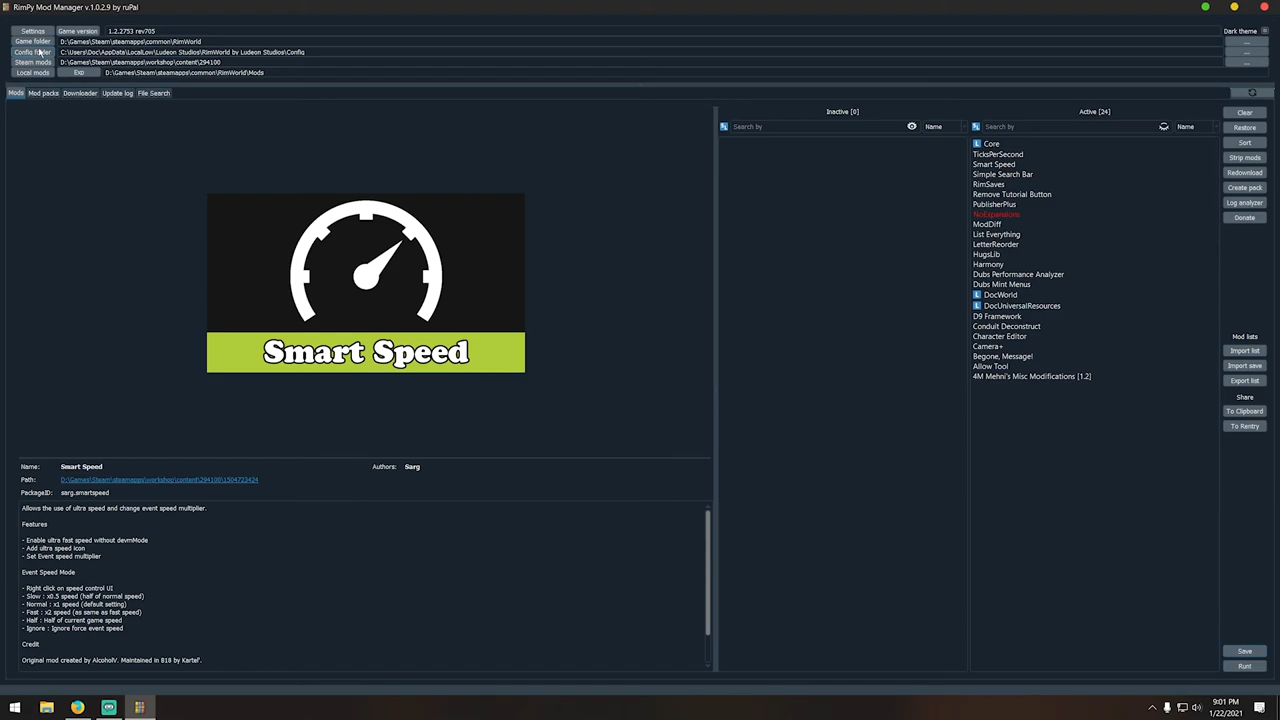 RimPy Mod Manager v.1.0.2.9 by ruPal
Settings Game version 1.2.2753 rev705 Dark theme
Game folder D:\Games\Steam\steamapps\common\RimWorld ...
Config folder C:\Users\Doc\AppData\LocalLow\Ludeon Studios\RimWorld by Ludeon Studios\Config ...
Steam mods D:\Games\Steam\steamapps\workshop\content\294100 ...
Local mods Exp D:\Games\Steam\steamapps\common\RimWorld\Mods
Mods Mod packs Downloader Update log File Search
Smart Speed
Name: Smart Speed Authors: Sarg
Path: D:\Games\Steam\steamapps\workshop\content\294100\1504723424
PackageID: sarg.smartspeed
Allows the use of ultra speed and change event speed multiplier.
Features
- Enable ultra fast speed without devmMode
- Add ultra speed icon
- Set Event speed multiplier
Event Speed Mode
- Right click on speed control UI
- Slow : x0.5 speed (half of normal speed)
- Normal : x1 speed (default setting)
- Fast : x2 speed (as same as fast speed)
- Half : Half of current game speed
- Ignore : Ignore force event speed
Credit
Original mod created by AlcoholV. Maintained in B18 by Kartel'.
Inactive [0]
Search by Name
Active [24]
Search by Name
L Core
TicksPerSecond
Smart Speed
Simple Search Bar
RimSaves
Remove Tutorial Button
PublisherPlus
NoExpansions
ModDiff
List Everything
LetterReorder
HugsLib
Harmony
Dubs Performance Analyzer
Dubs Mint Menus
L DocWorld
L DocUniversalResources
D9 Framework
Conduit Deconstruct
Character Editor
Camera+
Begone, Message!
Allow Tool
4M Mehni's Misc Modifications [1.2]
Clear
Restore
Sort
Strip mods
Redownload
Create pack
Log analyzer
Donate
Mod lists
Import list
Import save
Export list
Share
To Clipboard
To Rentry
Save
Run!
9:01 PM
1/22/2021